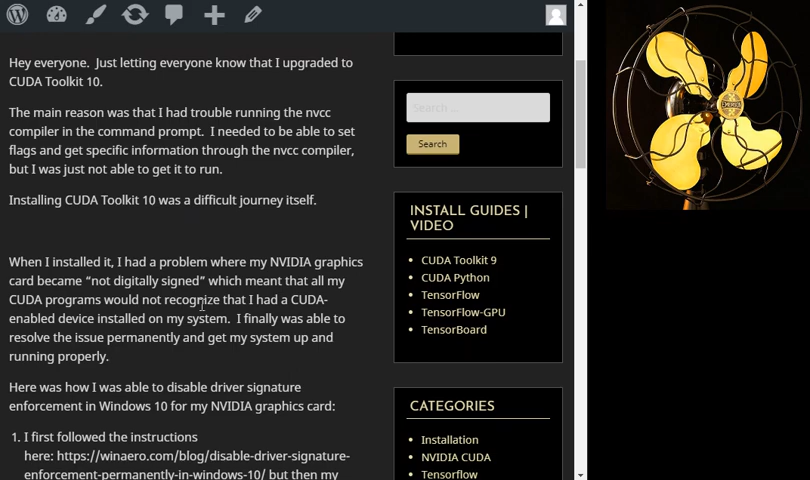 Hey everyone.  Just letting everyone know that I upgraded to
CUDA Toolkit 10.
The main reason was that I had trouble running the nvcc
compiler in the command prompt.  I needed to be able to set
flags and get specific information through the nvcc compiler,
but I was just not able to get it to run.
Installing CUDA Toolkit 10 was a difficult journey itself.
When I installed it, I had a problem where my NVIDIA graphics
card became “not digitally signed” which meant that all my
CUDA programs would not recognize that I had a CUDA-
enabled device installed on my system.  I finally was able to
resolve the issue permanently and get my system up and
running properly.
Here was how I was able to disable driver signature
enforcement in Windows 10 for my NVIDIA graphics card:
1. I first followed the instructions
here: https://winaero.com/blog/disable-driver-signature-
enforcement-permanently-in-windows-10/ but then my
Search …
Search
INSTALL GUIDES |
VIDEO
CUDA Toolkit 9
CUDA Python
TensorFlow
TensorFlow-GPU
TensorBoard
CATEGORIES
Installation
NVIDIA CUDA
Tensorflow
EMERSON